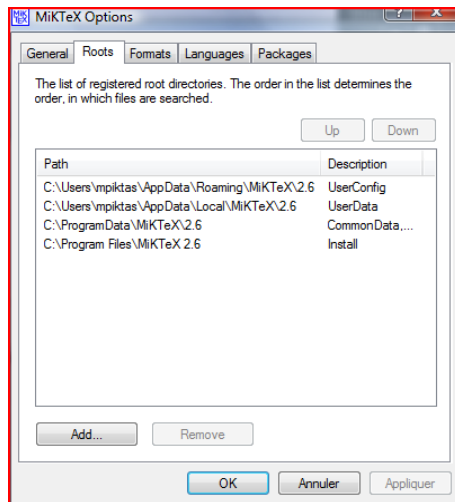 MiKTeX Options
General Roots Formats Languages Packages
The list of registered root directories. The order in the list determines the
order, in which files are searched.
Up Down
Path Description
C:\Users\mpiktas\AppData\Roaming\MiKTeX\2.6 UserConfig
C:\Users\mpiktas\AppData\Local\MiKTeX\2.6 UserData
C:\ProgramData\MiKTeX\2.6 CommonData,...
C:\Program Files\MiKTeX 2.6 Install
Add... Remove
OK Annuler Appliquer